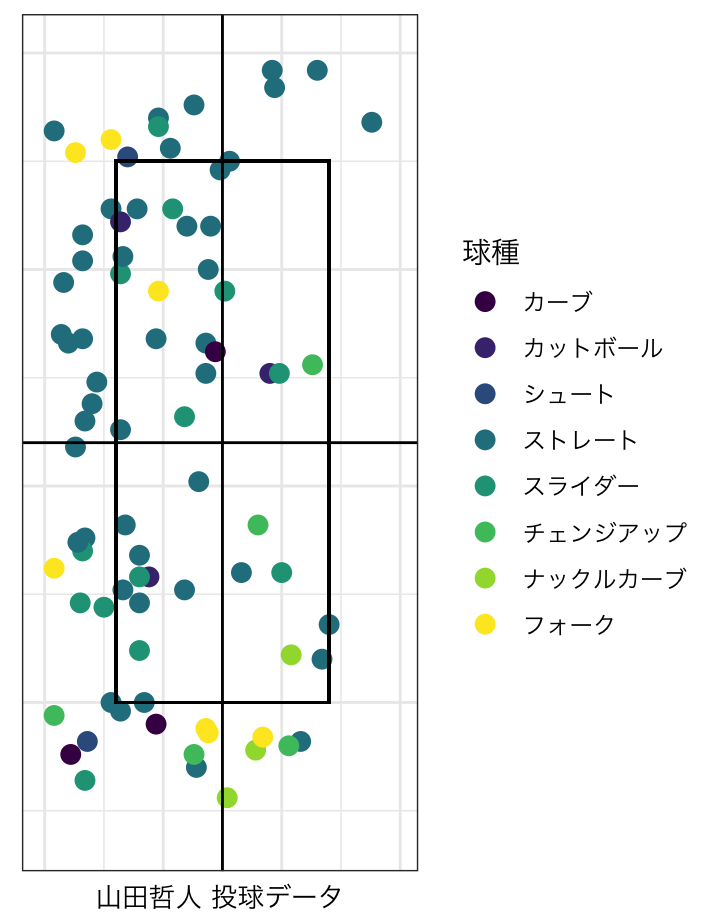 球種
カーブ
カットボール
シュート
ストレート
スライダー
チェンジアップ
ナックルカーブ
フォーク
山田哲人 投球データ